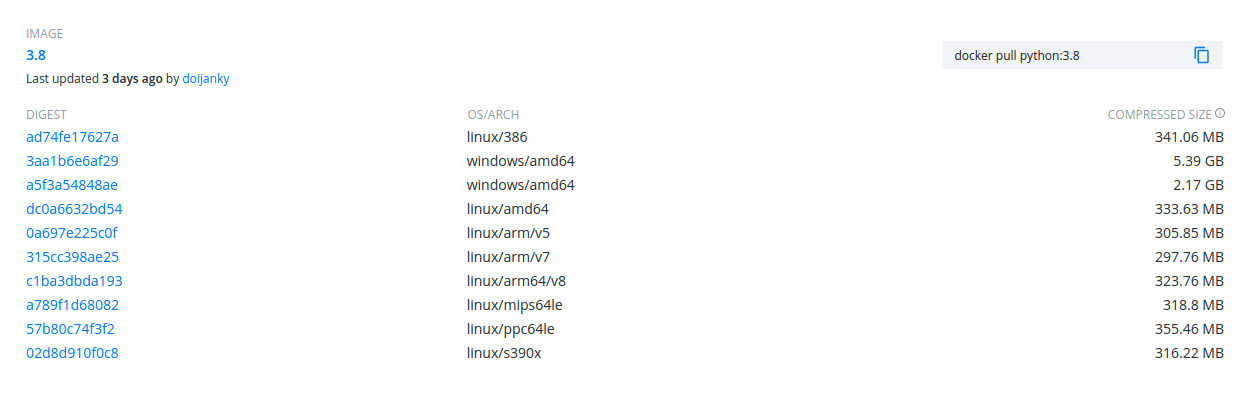 IMAGE
3.8
docker pull python:3.8
Last updated 3 days ago by doijanky
DIGEST OS/ARCH COMPRESSED SIZE
ad74fe17627a linux/386 341.06 MB
3aa1b6e6af29 windows/amd64 5.39 GB
a5f3a54848ae windows/amd64 2.17 GB
dc0a6632bd54 linux/amd64 333.63 MB
0a697e225c0f linux/arm/v5 305.85 MB
315cc398ae25 linux/arm/v7 297.76 MB
c1ba3dbda193 linux/arm64/v8 323.76 MB
a789f1d68082 linux/mips64le 318.8 MB
57b80c74f3f2 linux/ppc64le 355.46 MB
02d8d910f0c8 linux/s390x 316.22 MB